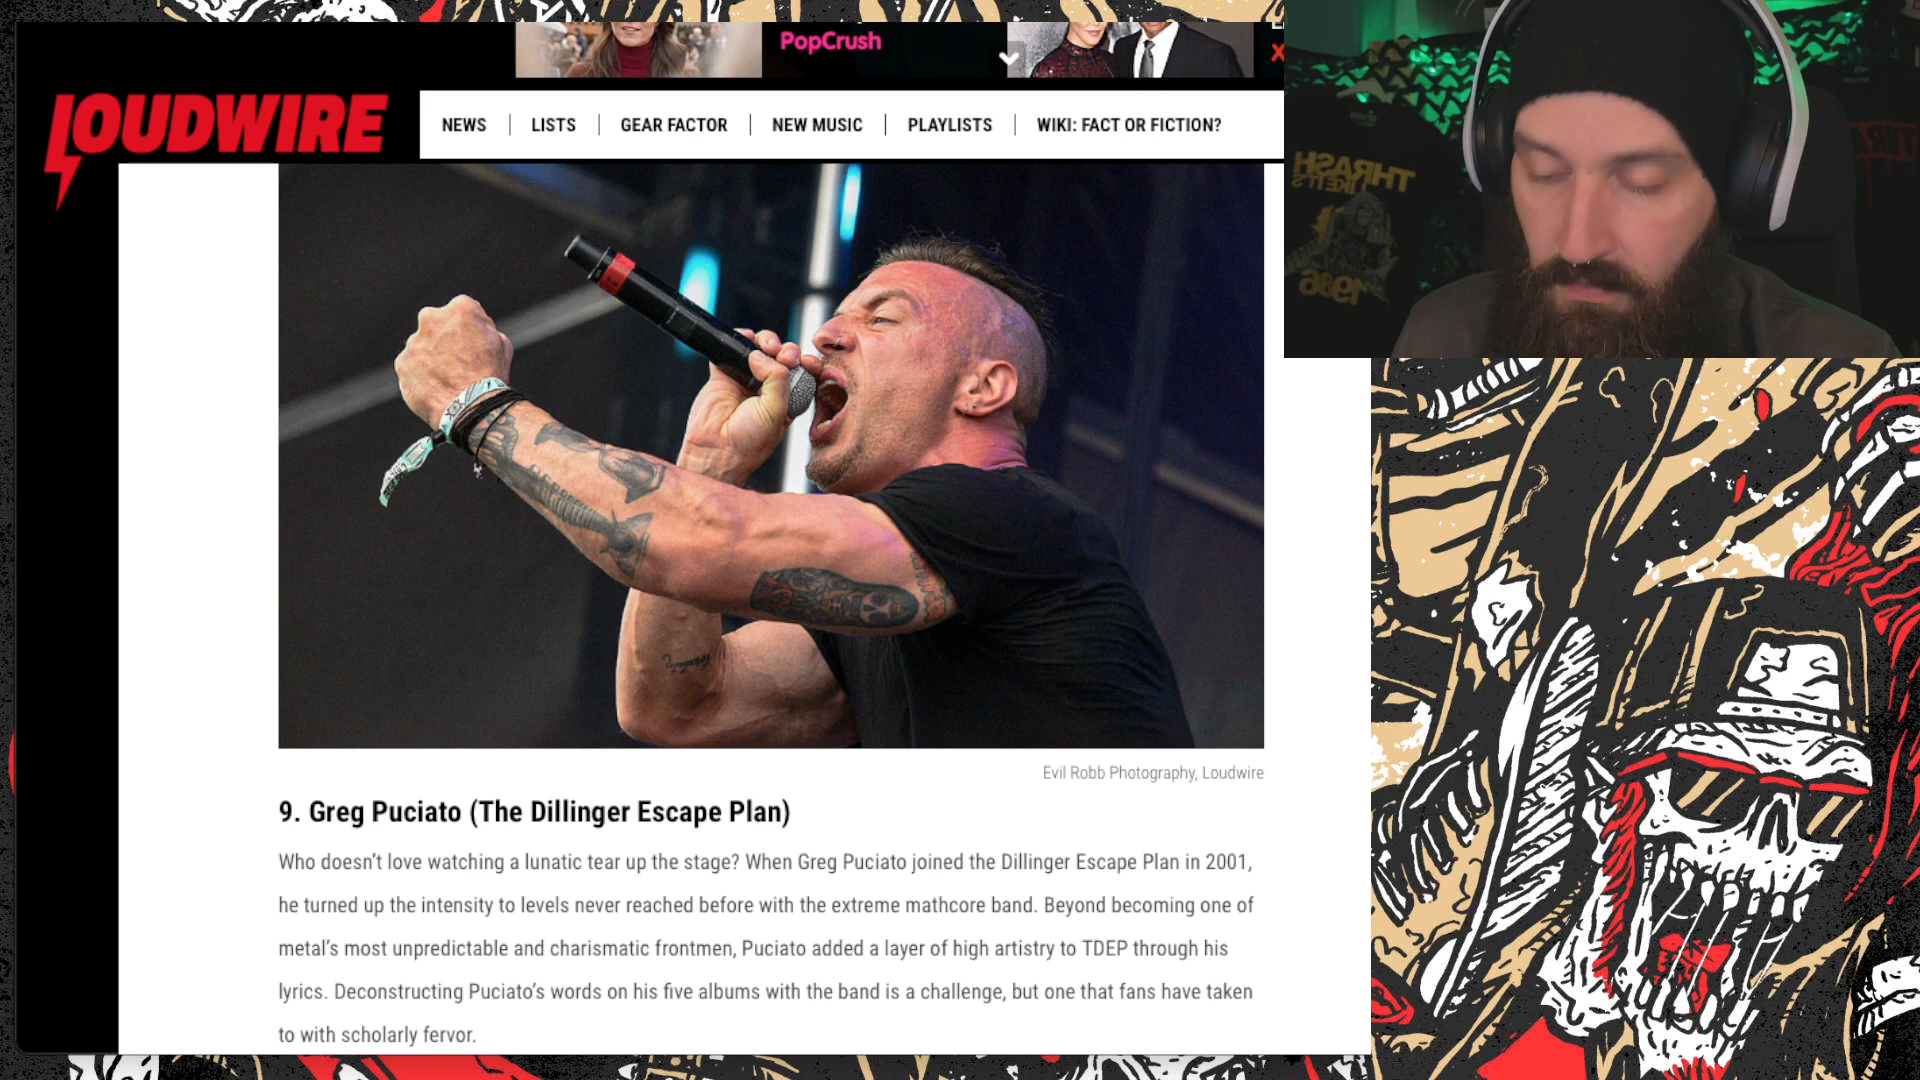 PopCrush
LOUDWIRE
NEWS
LISTS
GEAR FACTOR
NEW MUSIC
PLAYLISTS
WIKI: FACT OR FICTION?
THRASH
LIKE IT'S
1986
Evil Robb Photography, Loudwire
9. Greg Puciato (The Dillinger Escape Plan)
Who doesn’t love watching a lunatic tear up the stage? When Greg Puciato joined the Dillinger Escape Plan in 2001,
he turned up the intensity to levels never reached before with the extreme mathcore band. Beyond becoming one of
metal’s most unpredictable and charismatic frontmen, Puciato added a layer of high artistry to TDEP through his
lyrics. Deconstructing Puciato’s words on his five albums with the band is a challenge, but one that fans have taken
to with scholarly fervor.